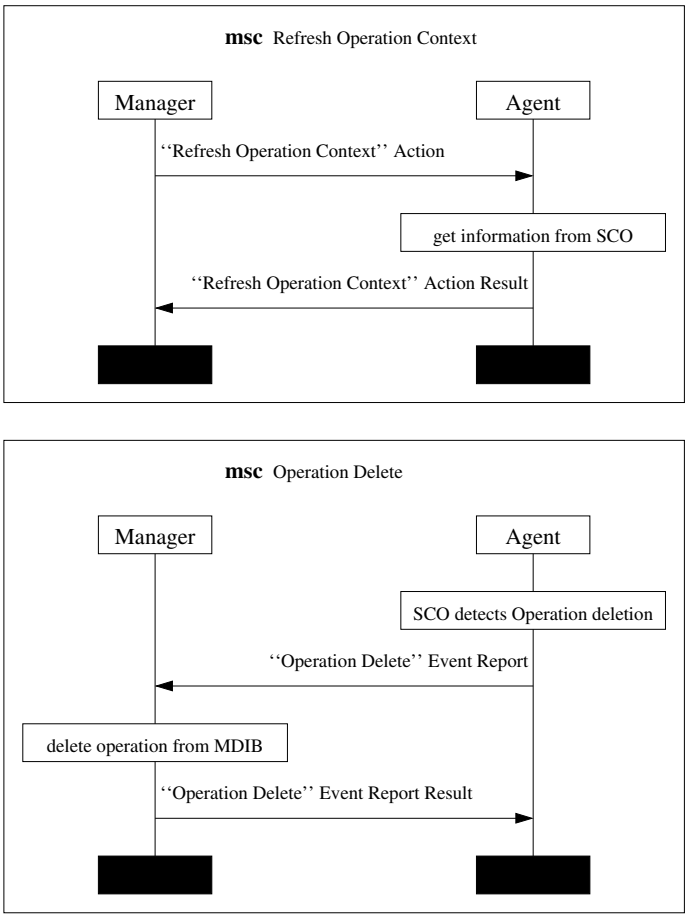 msc Refresh Operation Context
Manager
Agent
‘‘Refresh Operation Context’’ Action
get information from SCO
‘‘Refresh Operation Context’’ Action Result
msc Operation Delete
Manager
Agent
SCO detects Operation deletion
‘‘Operation Delete’’ Event Report
delete operation from MDIB
‘‘Operation Delete’’ Event Report Result